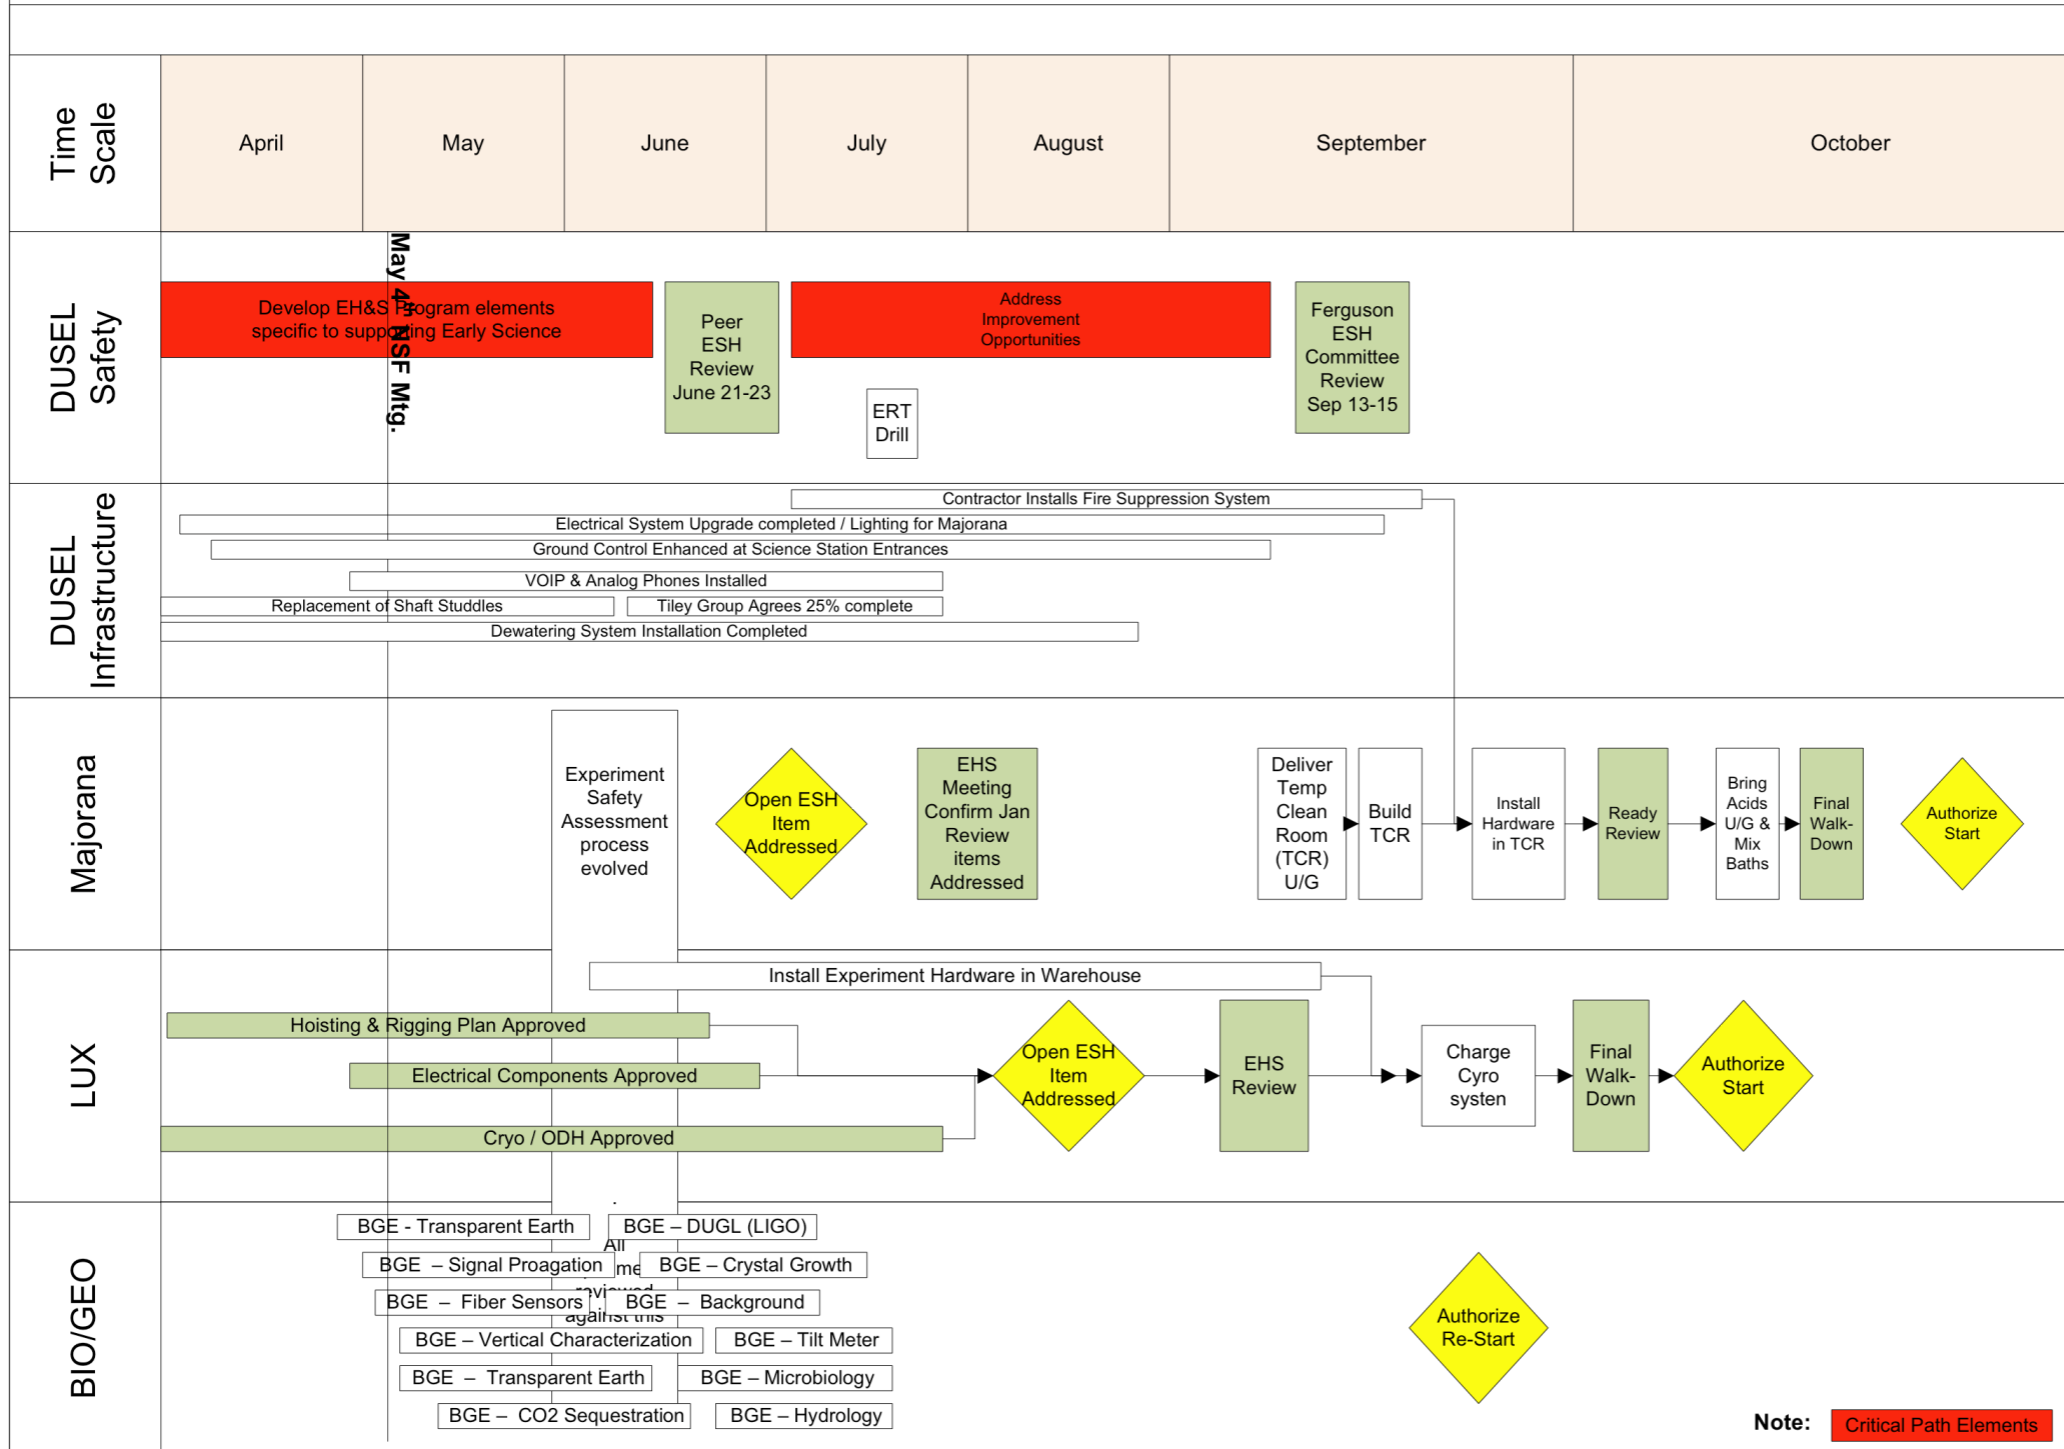 Time
Scale
April
May
June
July
August
September
October
DUSEL
Safety
May 4th NSF Mtg.
Develop EH&S Program elements
specific to supporting Early Science
Peer
ESH
Review
June 21-23
Address
Improvement
Opportunities
ERT
Drill
Ferguson
ESH
Committee
Review
Sep 13-15
DUSEL
Infrastructure
Contractor Installs Fire Suppression System
Electrical System Upgrade completed / Lighting for Majorana
Ground Control Enhanced at Science Station Entrances
VOIP & Analog Phones Installed
Replacement of Shaft Studdles
Tiley Group Agrees 25% complete
Dewatering System Installation Completed
Majorana
Experiment
Safety
Assessment
process
evolved
Open ESH
Item
Addressed
EHS
Meeting
Confirm Jan
Review
items
Addressed
Deliver
Temp
Clean
Room
(TCR)
U/G
Build
TCR
Install
Hardware
in TCR
Ready
Review
Bring
Acids
U/G &
Mix
Baths
Final
Walk-
Down
Authorize
Start
LUX
Install Experiment Hardware in Warehouse
Hoisting & Rigging Plan Approved
Electrical Components Approved
Cryo / ODH Approved
Open ESH
Item
Addressed
EHS
Review
Charge
Cyro
systen
Final
Walk-
Down
Authorize
Start
BIO/GEO
BGE - Transparent Earth
BGE – DUGL (LIGO)
All
BGE – Signal Proagation
BGE – Crystal Growth
reviewed
BGE – Fiber Sensors
BGE – Background
against this
BGE – Vertical Characterization
BGE – Tilt Meter
BGE – Transparent Earth
BGE – Microbiology
BGE – CO2 Sequestration
BGE – Hydrology
Authorize
Re-Start
Note:
Critical Path Elements